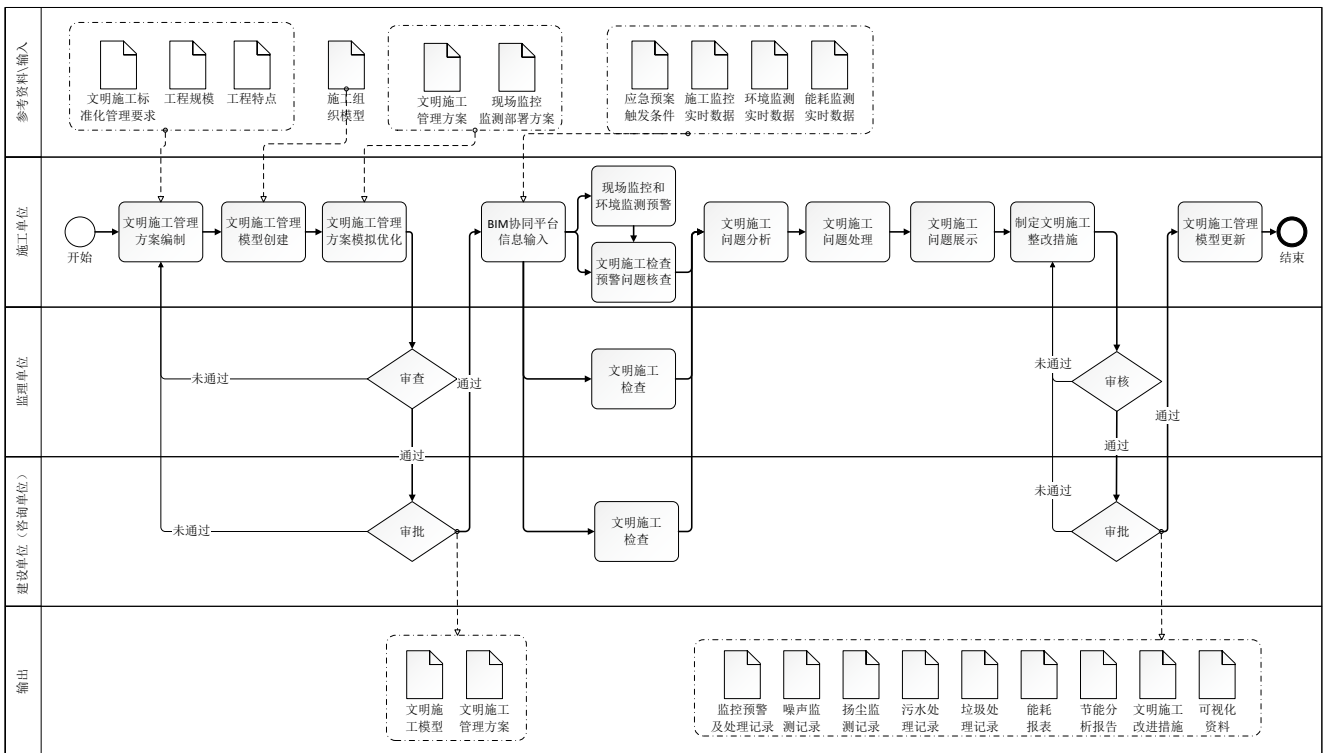 参考资料\输入
文明施工标
准化管理要求
工程规模
工程特点
施工组
织模型
文明施工
管理方案
现场监控
监测部署方案
应急预案
触发条件
施工监控
实时数据
环境监测
实时数据
能耗监测
实时数据
施工单位
开始
文明施工管理
方案编制
文明施工管理
模型创建
文明施工管理
方案模拟优化
BIM协同平台
信息输入
现场监控和
环境监测预警
文明施工检查
预警问题核查
文明施工
问题分析
文明施工
问题处理
文明施工
问题展示
制定文明施工
整改措施
文明施工管理
模型更新
结束
监理单位
未通过
审查
通过
通过
文明施工
检查
未通过
审核
通过
通过
建设单位（咨询单位）
未通过
审批
文明施工
检查
未通过
审批
输出
文明施
工模型
文明施工
管理方案
监控预警
及处理记录
噪声监
测记录
扬尘监
测记录
污水处
理记录
垃圾处
理记录
能耗
报表
节能分
析报告
文明施工
改进措施
可视化
资料